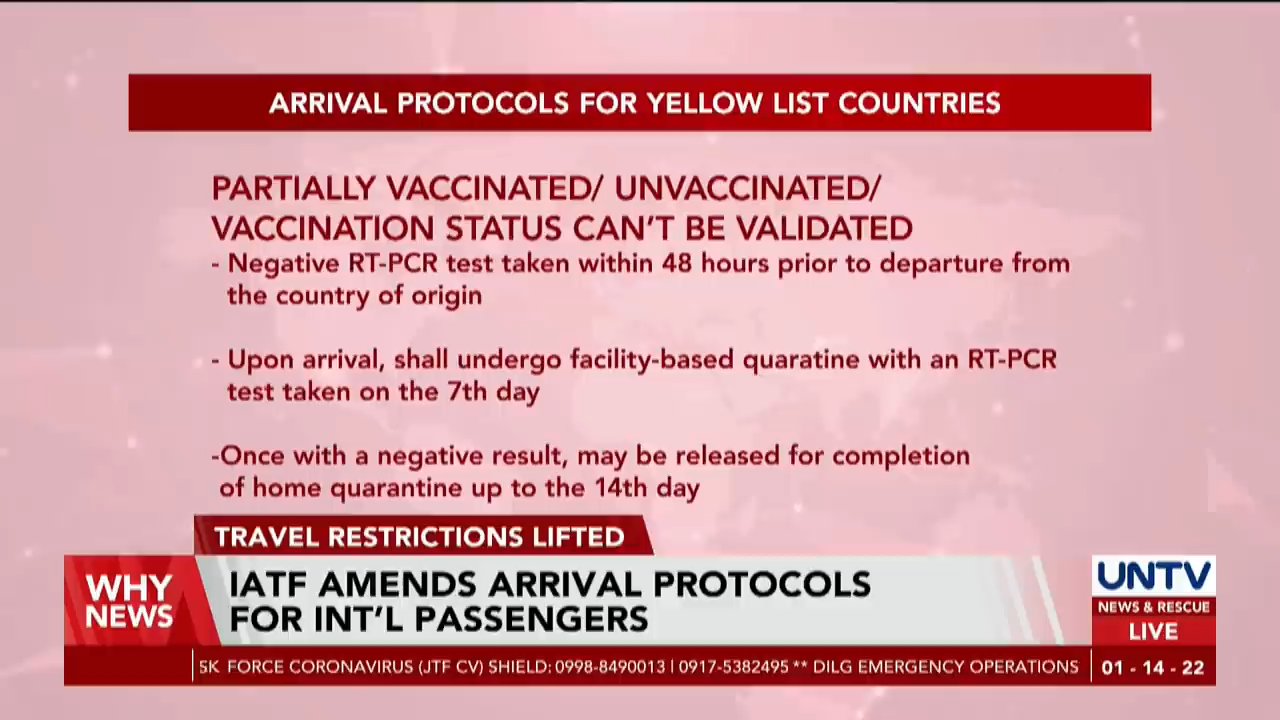 ARRIVAL PROTOCOLS FOR YELLOW LIST COUNTRIES
PARTIALLY VACCINATED/ UNVACCINATED/
VACCINATION STATUS CAN'T BE VALIDATED
- Negative RT-PCR test taken within 48 hours prior to departure from
the country of origin
- Upon arrival, shall undergo facility-based quaratine with an RT-PCR
test taken on the 7th day
-Once with a negative result, may be released for completion
of home quarantine up to the 14th day
TRAVEL RESTRICTIONS LIFTED
WHY
NEWS
IATF AMENDS ARRIVAL PROTOCOLS
FOR INT'L PASSENGERS
UNTV
NEWS & RESCUE
LIVE
SK FORCE CORONAVIRUS (JTF CV) SHIELD: 0998-8490013 | 0917-5382495 ** DILG EMERGENCY OPERATIONS
01 - 14 - 22